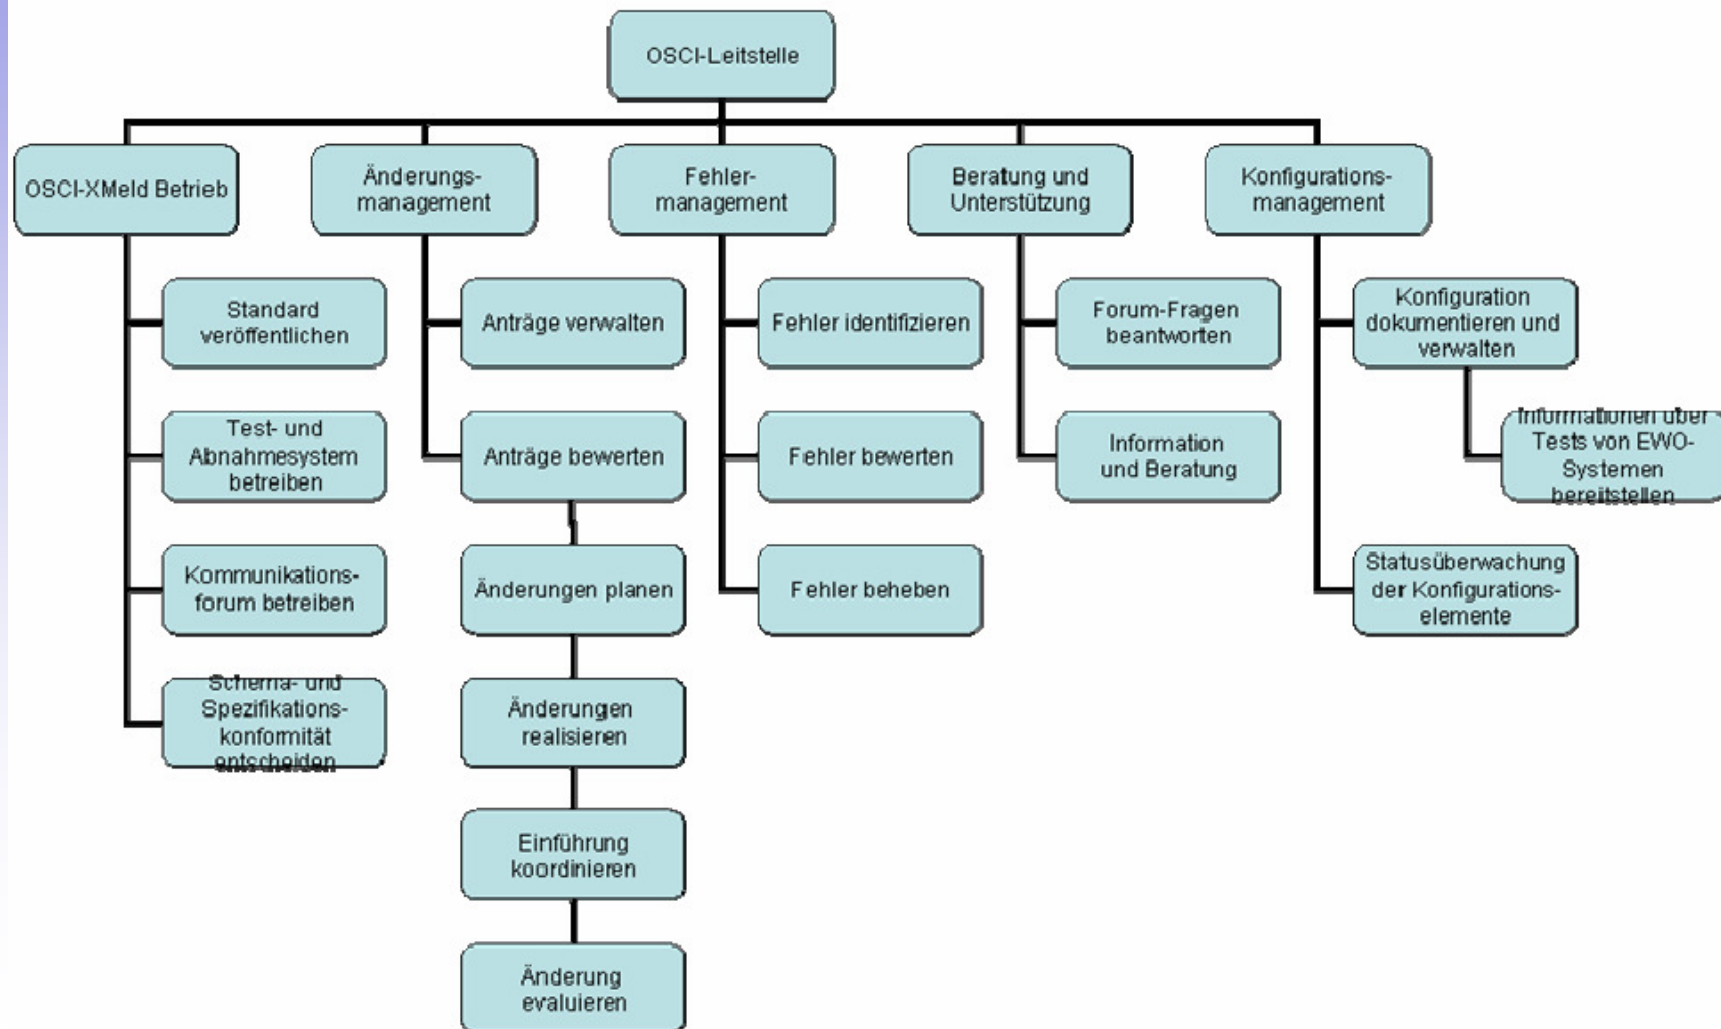 OSCI-Leitstelle
OSCI-XMeld Betrieb
Änderungs-
management
Fehler-
management
Beratung und
Unterstützung
Konfigurations-
management
Standard
veröffentlichen
Test- und
Abnahmesystem
betreiben
Kommunikations-
forum betreiben
Schema- und
Spezifikations-
konformität
entscheiden
Anträge verwalten
Anträge bewerten
Änderungen planen
Änderungen
realisieren
Einführung
koordinieren
Änderung
evaluieren
Fehler identifizieren
Fehler bewerten
Fehler beheben
Forum-Fragen
beantworten
Information
und Beratung
Konfiguration
dokumentieren und
verwalten
Informationen über
Tests von EWO-
Systemen
bereitstellen
Statusüberwachung
der Konfigurations-
elemente